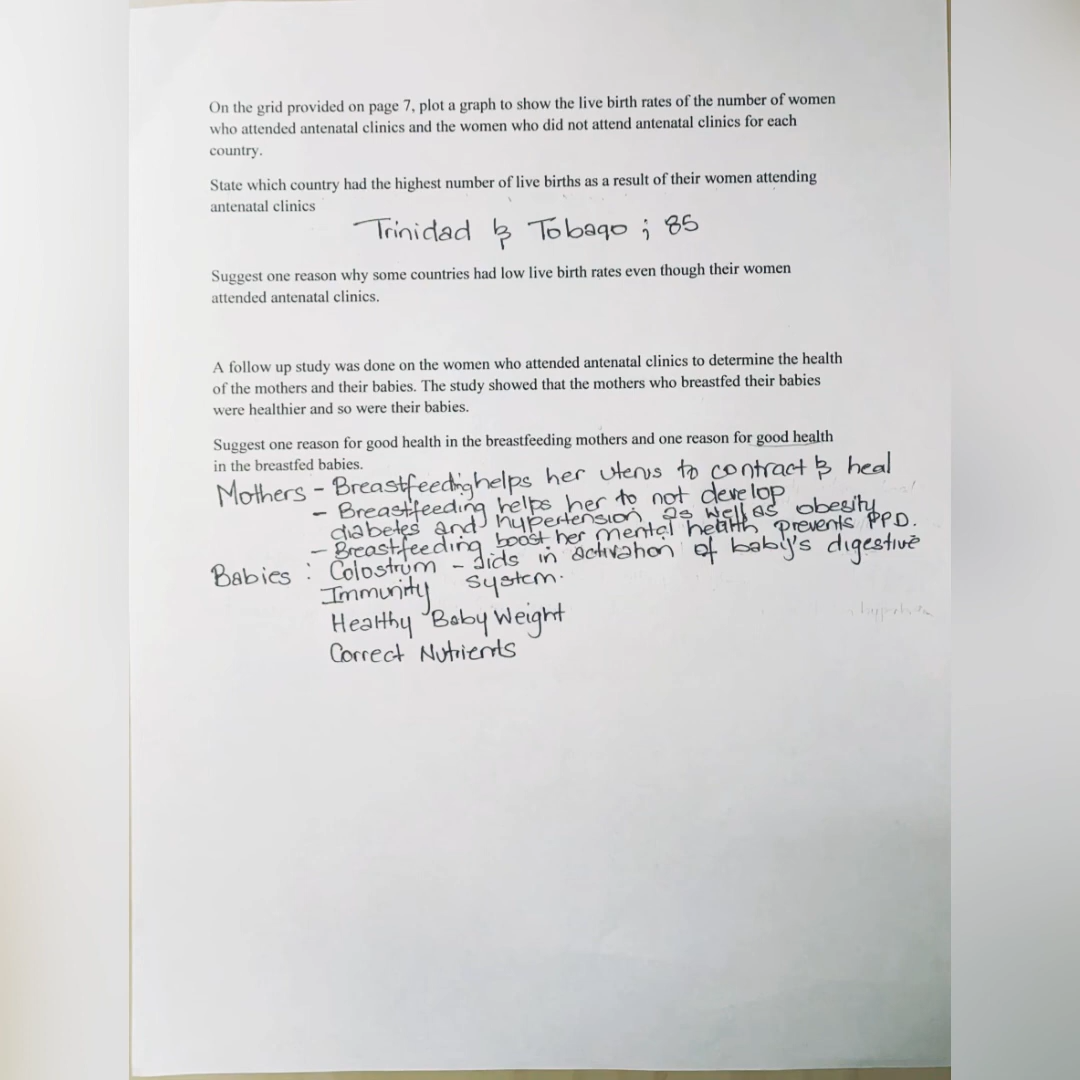 On the grid provided on page 7, plot a graph to show the live birth rates of the number of women
who attended antenatal clinics and the women who did not attend antenatal clinics for each
country.
State which country had the highest number of live births as a result of their women attending
antenatal clinics
Trinidad & Tobago ; 85
Suggest one reason why some countries had low live birth rates even though their women
attended antenatal clinics.
A follow up study was done on the women who attended antenatal clinics to determine the health
of the mothers and their babies. The study showed that the mothers who breastfed their babies
were healthier and so were their babies.
Suggest one reason for good health in the breastfeeding mothers and one reason for good health
in the breastfed babies.
Mothers - Breastfeeding helps her uterus to contract & heal
- Breastfeeding helps her to not develop
diabetes and hypertension as well as obesity
- Breastfeeding boost her mental health prevents PPD.
Babies : Colostrum - aids in activation of baby's digestive
Immunity system.
Healthy Baby Weight
Correct Nutrients